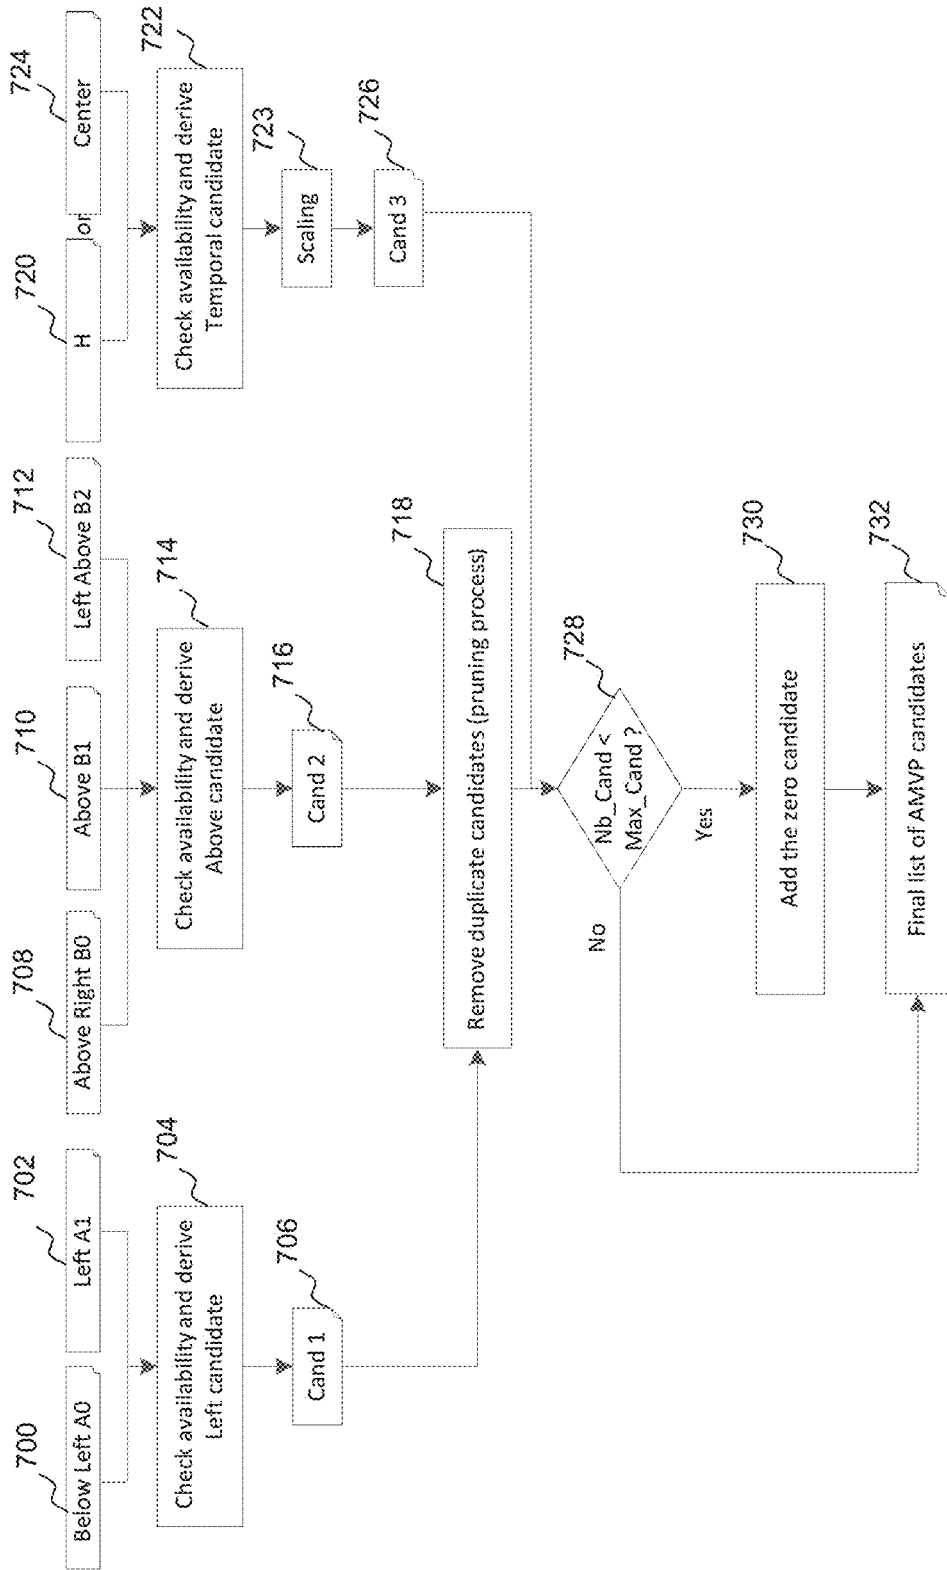 700
Below Left A0
702
Left A1
708
Above Right B0
710
Above B1
712
Left Above B2
720
H
or
724
Center
704
Check availability and derive
Left candidate
714
Check availability and derive
Above candidate
722
Check availability and derive
Temporal candidate
706
Cand 1
716
Cand 2
723
Scaling
726
Cand 3
718
Remove duplicate candidates (pruning process)
728
Nb_Cand <
Max_Cand ?
No
Yes
730
Add the zero candidate
732
Final list of AMVP candidates